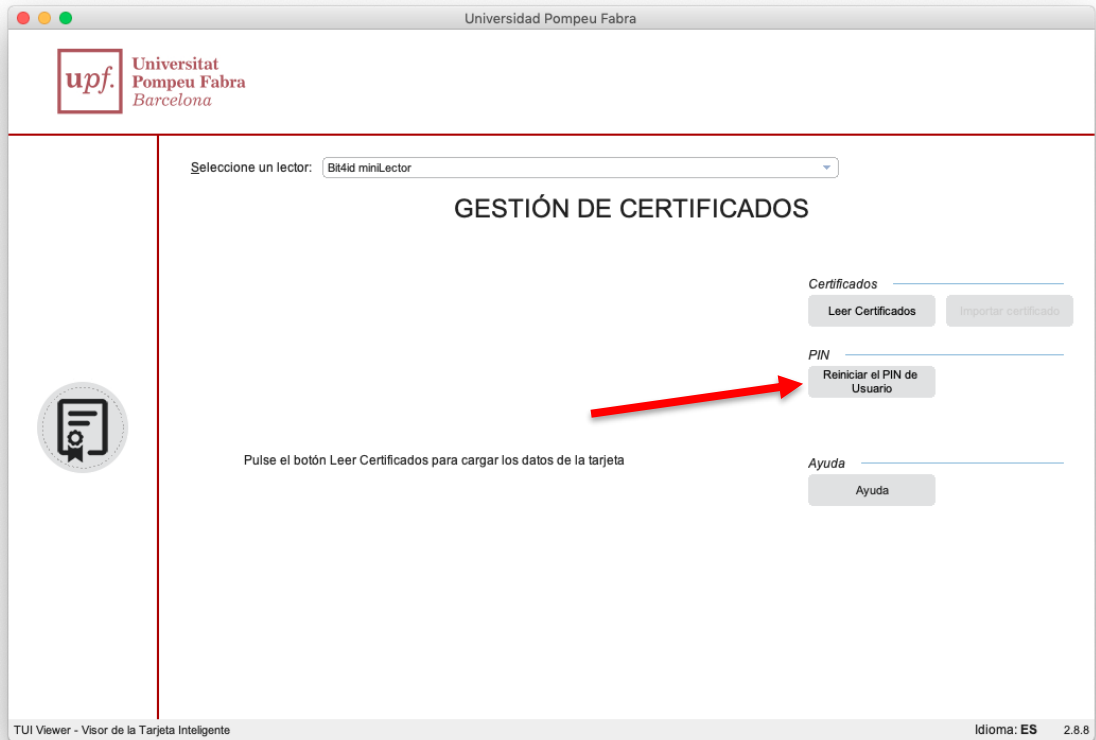 Universidad Pompeu Fabra
upf.
Universitat
Pompeu Fabra
Barcelona
Seleccione un lector: Bit4id miniLector
GESTIÓN DE CERTIFICADOS
Certificados
Leer Certificados
Importar certificado
PIN
Reiniciar el PIN de
Usuario
Pulse el botón Leer Certificados para cargar los datos de la tarjeta
Ayuda
Ayuda
TUI Viewer - Visor de la Tarjeta Inteligente
Idioma: ES 2.8.8